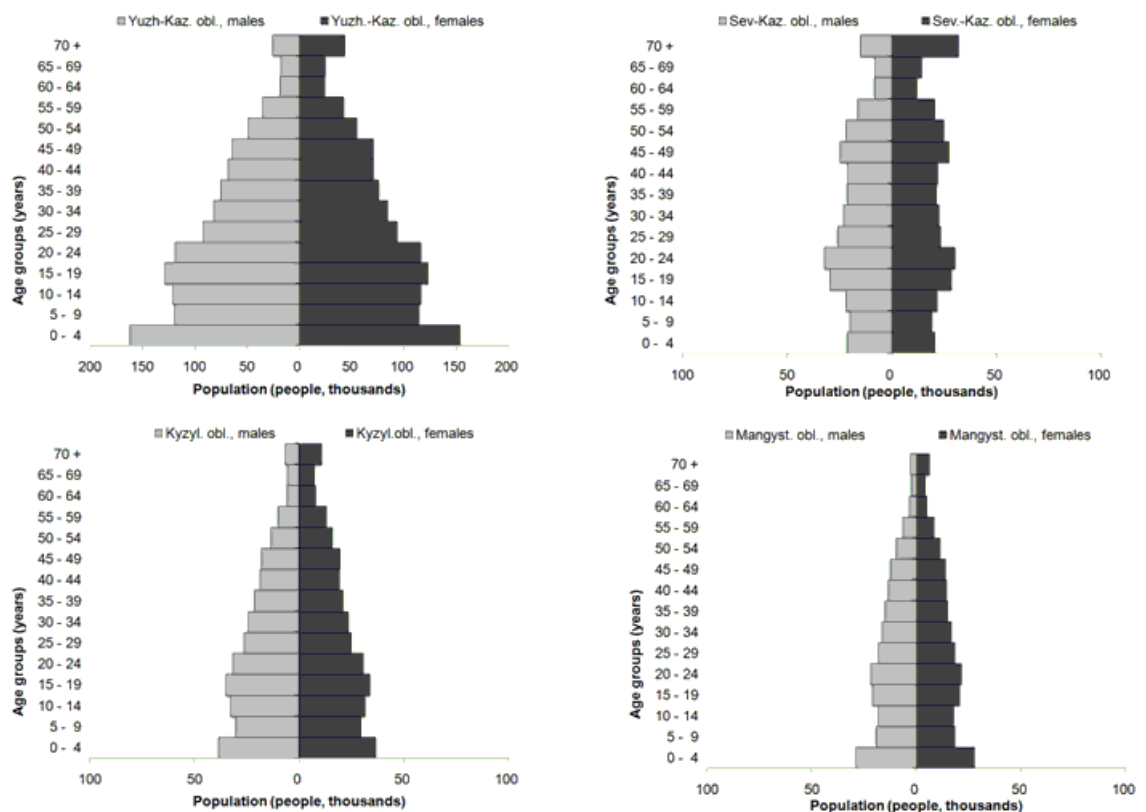 Yuzh-Kaz. obl., males Yuzh.-Kaz. obl., females
70 +
65 - 69
60 - 64
55 - 59
50 - 54
45 - 49
40 - 44
35 - 39
30 - 34
25 - 29
20 - 24
15 - 19
10 - 14
5 - 9
0 - 4
Age groups (years)
200 150 100 50 0 50 100 150 200
Population (people, thousands)
Sev-Kaz. obl., males Sev.-Kaz. obl., females
70 +
65 - 69
60 - 64
55 - 59
50 - 54
45 - 49
40 - 44
35 - 39
30 - 34
25 - 29
20 - 24
15 - 19
10 - 14
5 - 9
0 - 4
Age groups (years)
100 50 0 50 100
Population (people, thousands)
Kyzyl. obl., males Kyzyl.obl., females
70 +
65 - 69
60 - 64
55 - 59
50 - 54
45 - 49
40 - 44
35 - 39
30 - 34
25 - 29
20 - 24
15 - 19
10 - 14
5 - 9
0 - 4
Age groups (years)
100 50 0 50 100
Population (people, thousands)
Mangyst. obl., males Mangyst. obl., females
70 +
65 - 69
60 - 64
55 - 59
50 - 54
45 - 49
40 - 44
35 - 39
30 - 34
25 - 29
20 - 24
15 - 19
10 - 14
5 - 9
0 - 4
Age groups (years)
100 50 0 50 100
Population (people, thousands)